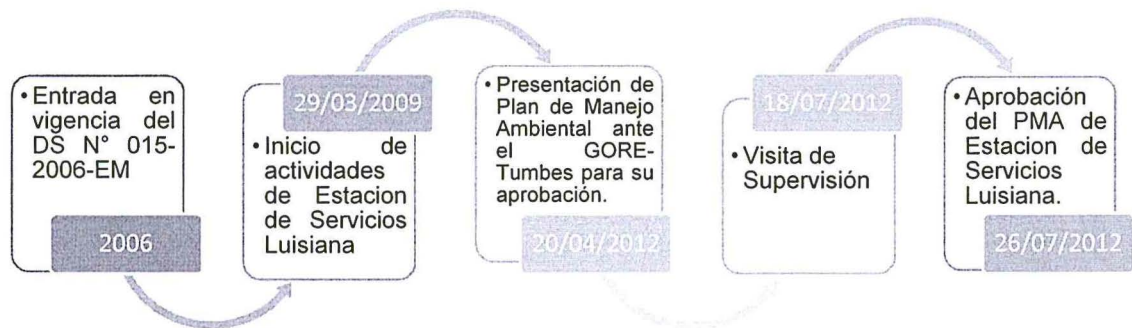 • Entrada en
vigencia del
DS N° 015-
2006-EM
2006
29/03/2009
• Inicio de
actividades
de Estacion
de Servicios
Luisiana
• Presentación de
Plan de Manejo
Ambiental ante
el GORE-
Tumbes para su
aprobación.
20/04/2012
18/07/2012
• Visita de
Supervisión
• Aprobación
del PMA de
Estacion de
Servicios
Luisiana.
26/07/2012